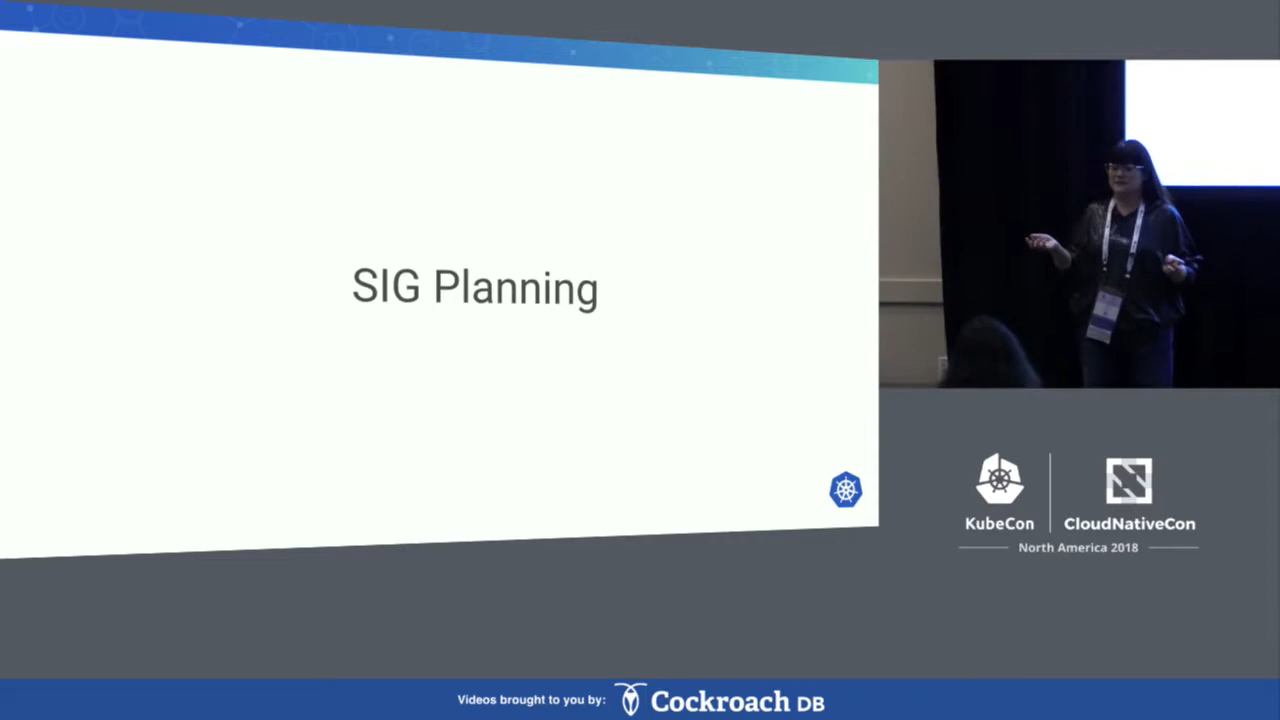 SIG Planning
KubeCon
CloudNativeCon
North America 2018
Videos brought to you by:
Cockroach DB